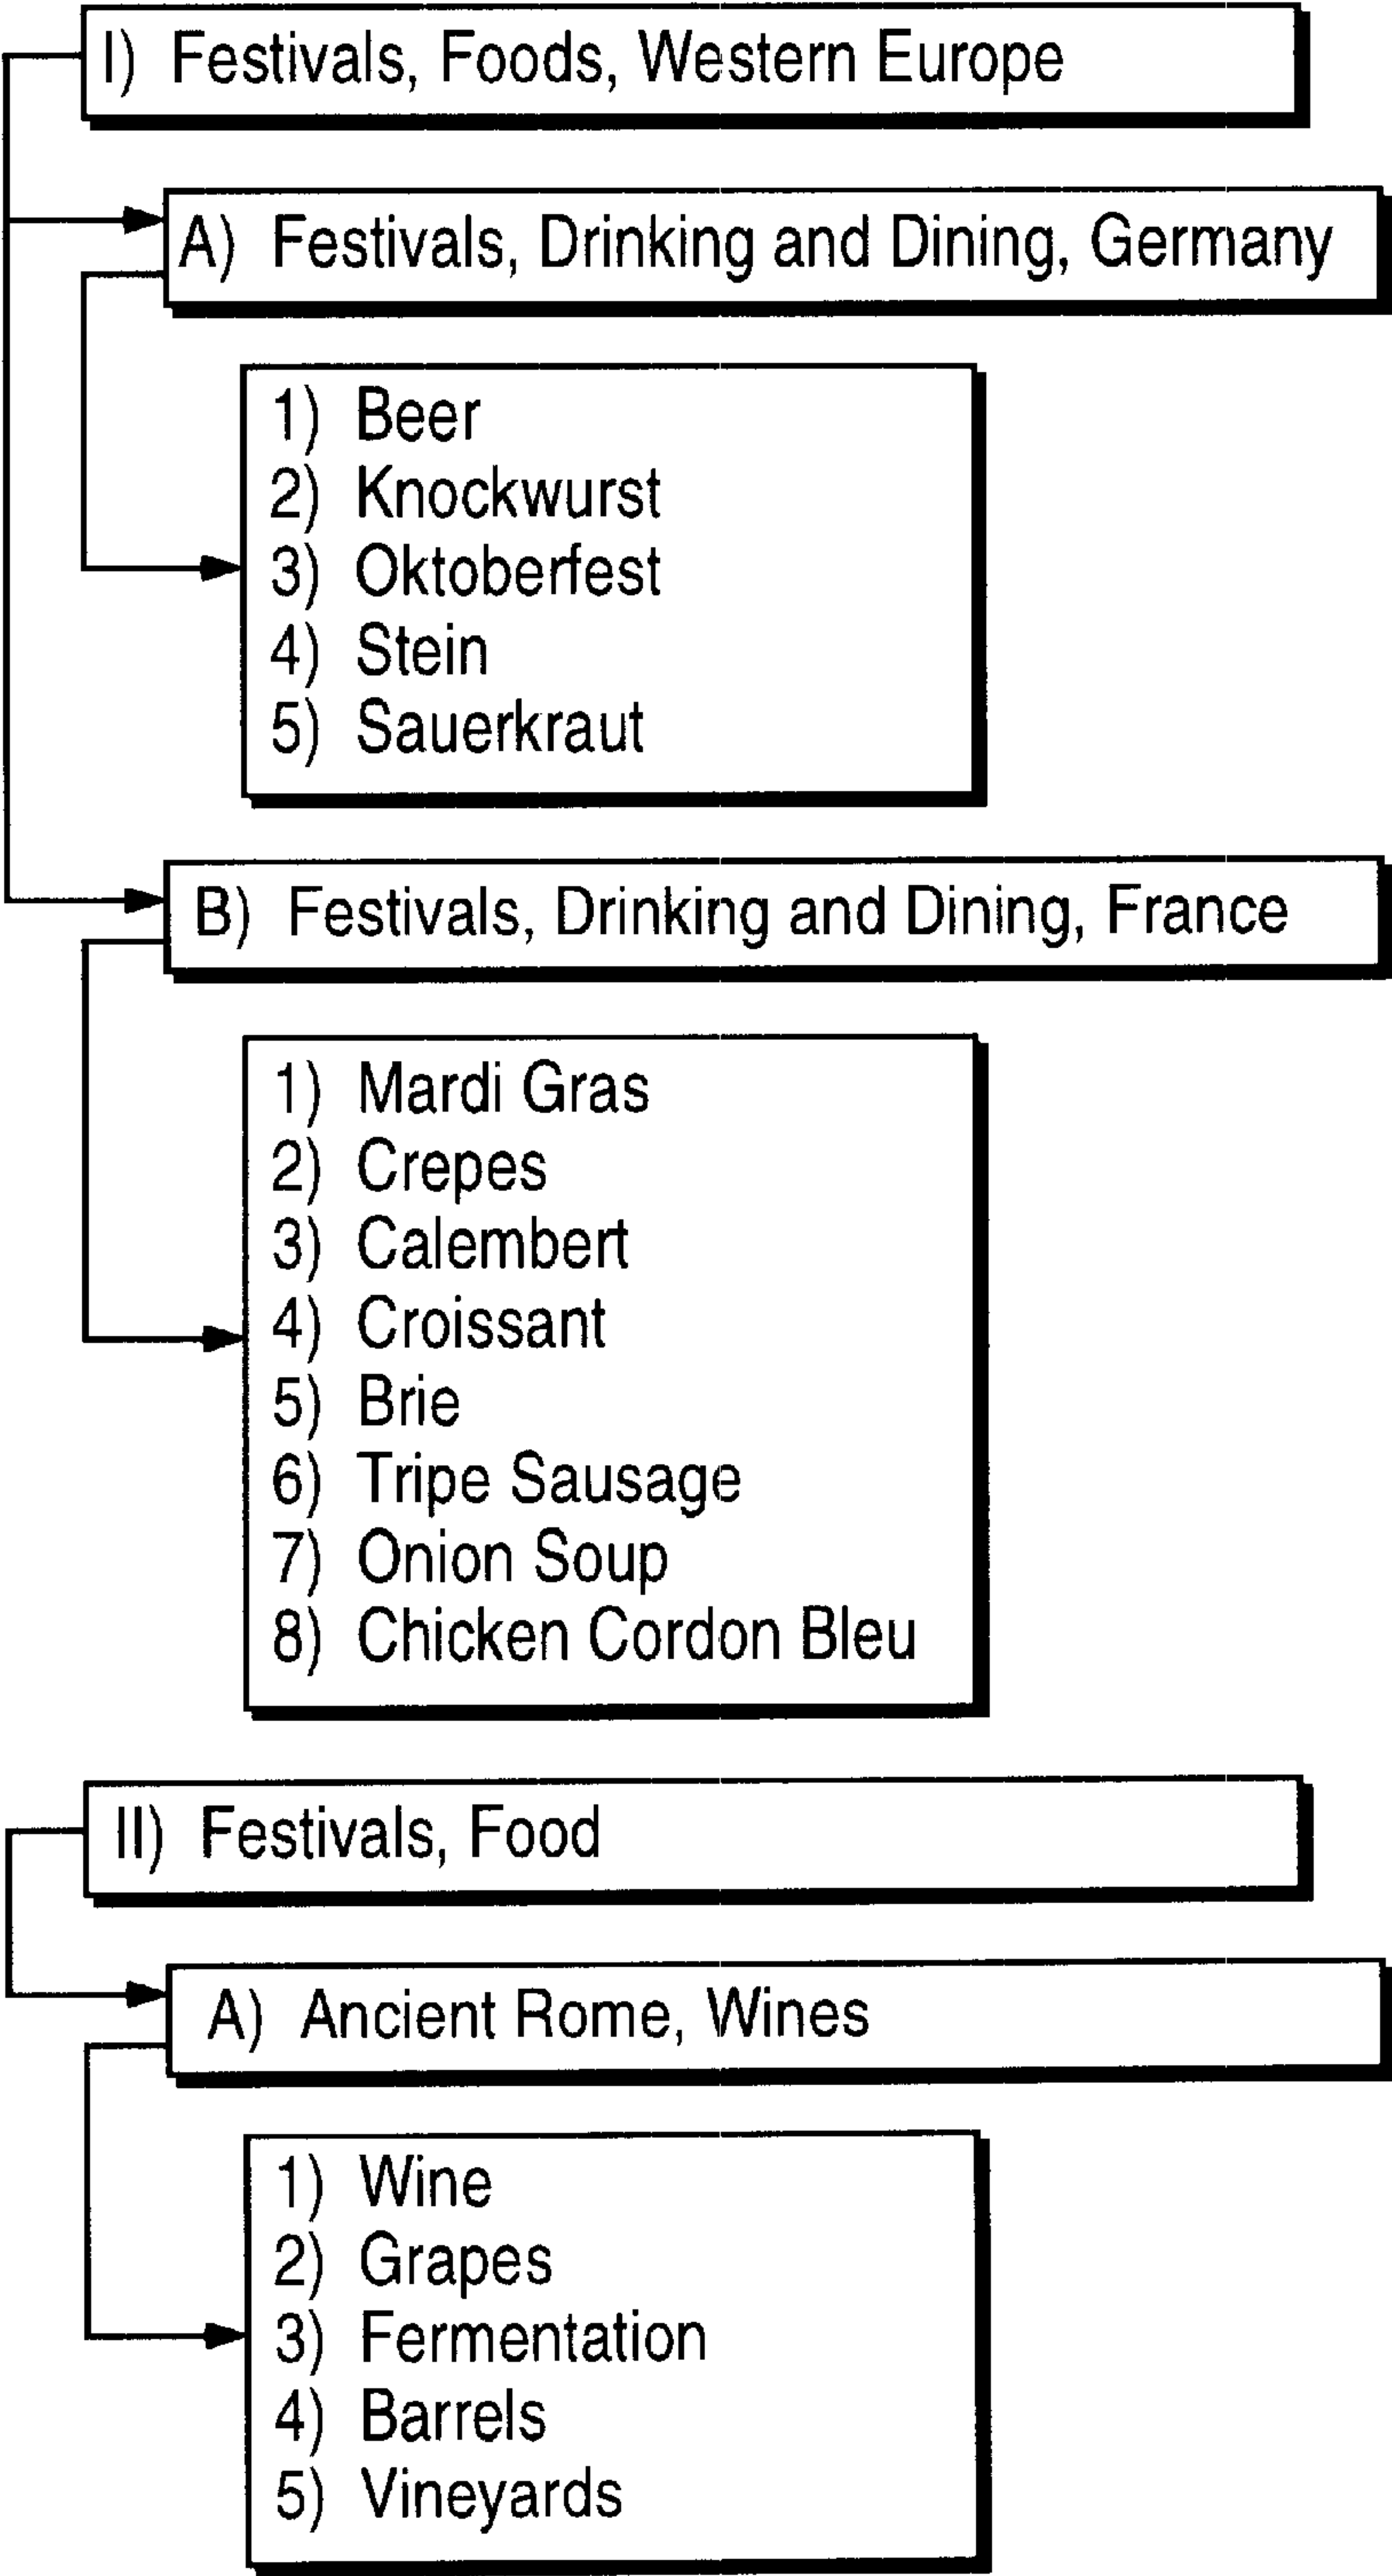 I) Festivals, Foods, Western Europe
A) Festivals, Drinking and Dining, Germany
1) Beer
2) Knockwurst
3) Oktoberfest
4) Stein
5) Sauerkraut
B) Festivals, Drinking and Dining, France
1) Mardi Gras
2) Crepes
3) Calembert
4) Croissant
5) Brie
6) Tripe Sausage
7) Onion Soup
8) Chicken Cordon Bleu
II) Festivals, Food
A) Ancient Rome, Wines
1) Wine
2) Grapes
3) Fermentation
4) Barrels
5) Vineyards